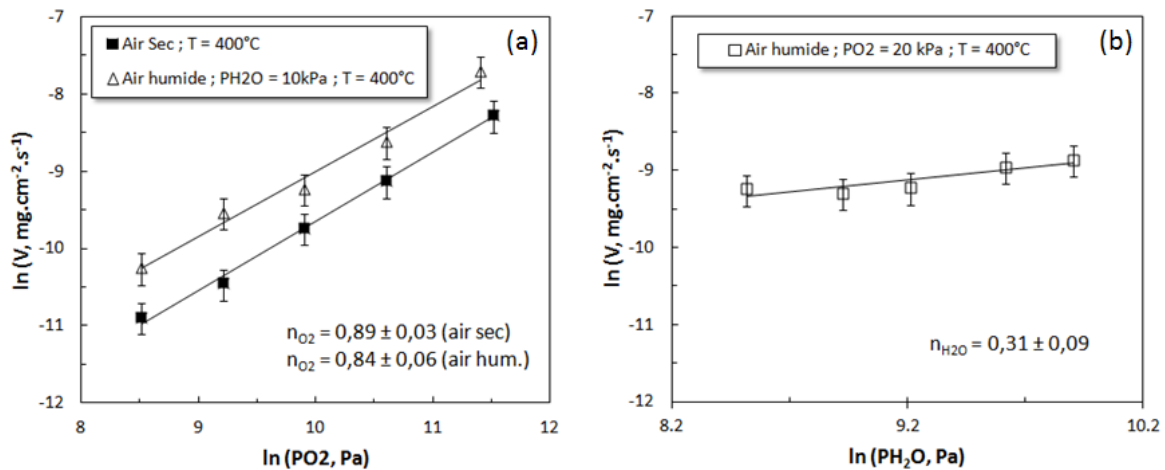 -7
-8
-9
-10
-11
-12
ln (V, mg.cm⁻².s⁻¹)
Air Sec ; T = 400°C
Air humide ; PH2O = 10kPa ; T = 400°C
(a)
nO2 = 0,89 ± 0,03 (air sec)
nO2 = 0,84 ± 0,06 (air hum.)
8 9 10 11 12
ln (PO2, Pa)
-7
-8
-9
-10
-11
-12
ln (V, mg.cm⁻².s⁻¹)
Air humide ; PO2 = 20 kPa ; T = 400°C
(b)
nH2O = 0,31 ± 0,09
8.2 9.2 10.2
ln (PH₂O, Pa)